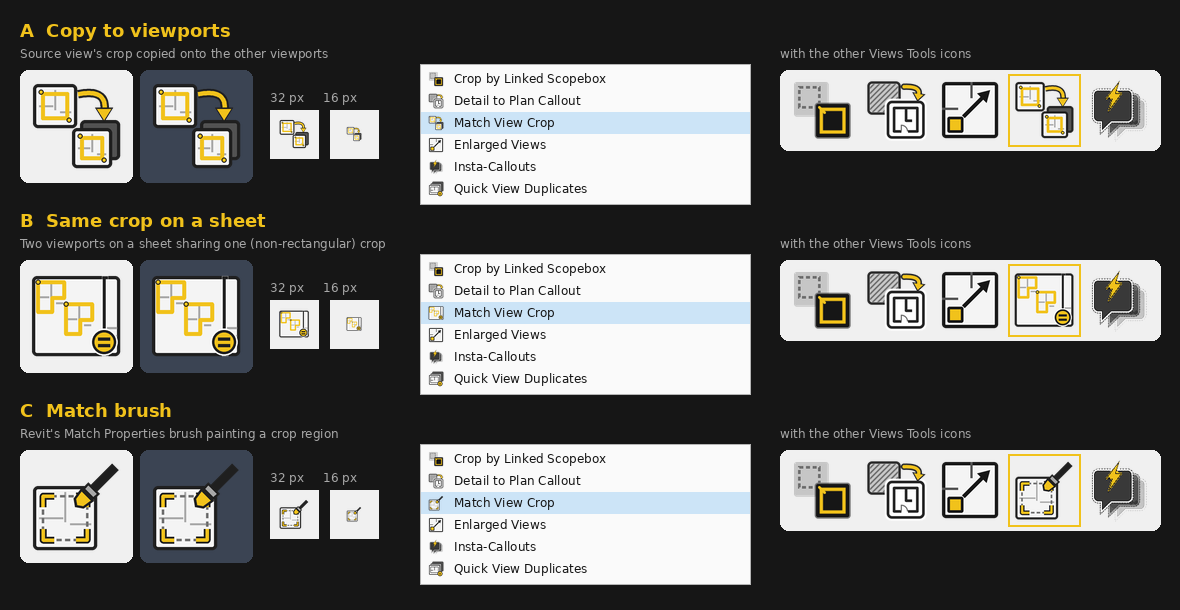 A Copy to viewports
Source view's crop copied onto the other viewports
32 px 16 px
Crop by Linked Scopebox
Detail to Plan Callout
Match View Crop
Enlarged Views
Insta-Callouts
Quick View Duplicates
with the other Views Tools icons
B Same crop on a sheet
Two viewports on a sheet sharing one (non-rectangular) crop
32 px 16 px
Crop by Linked Scopebox
Detail to Plan Callout
Match View Crop
Enlarged Views
Insta-Callouts
Quick View Duplicates
with the other Views Tools icons
C Match brush
Revit's Match Properties brush painting a crop region
32 px 16 px
Crop by Linked Scopebox
Detail to Plan Callout
Match View Crop
Enlarged Views
Insta-Callouts
Quick View Duplicates
with the other Views Tools icons